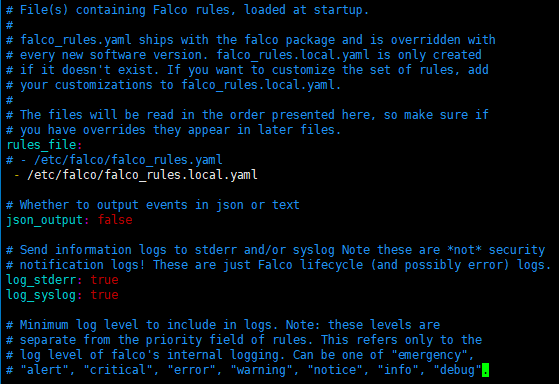 # File(s) containing Falco rules, loaded at startup.
#
# falco_rules.yaml ships with the falco package and is overridden with
# every new software version. falco_rules.local.yaml is only created
# if it doesn't exist. If you want to customize the set of rules, add
# your customizations to falco_rules.local.yaml.
#
# The files will be read in the order presented here, so make sure if
# you have overrides they appear in later files.
rules_file:
# - /etc/falco/falco_rules.yaml
 - /etc/falco/falco_rules.local.yaml

# Whether to output events in json or text
json_output: false

# Send information logs to stderr and/or syslog Note these are *not* security
# notification logs! These are just Falco lifecycle (and possibly error) logs.
log_stderr: true
log_syslog: true

# Minimum log level to include in logs. Note: these levels are
# separate from the priority field of rules. This refers only to the
# log level of falco's internal logging. Can be one of "emergency",
# "alert", "critical", "error", "warning", "notice", "info", "debug".